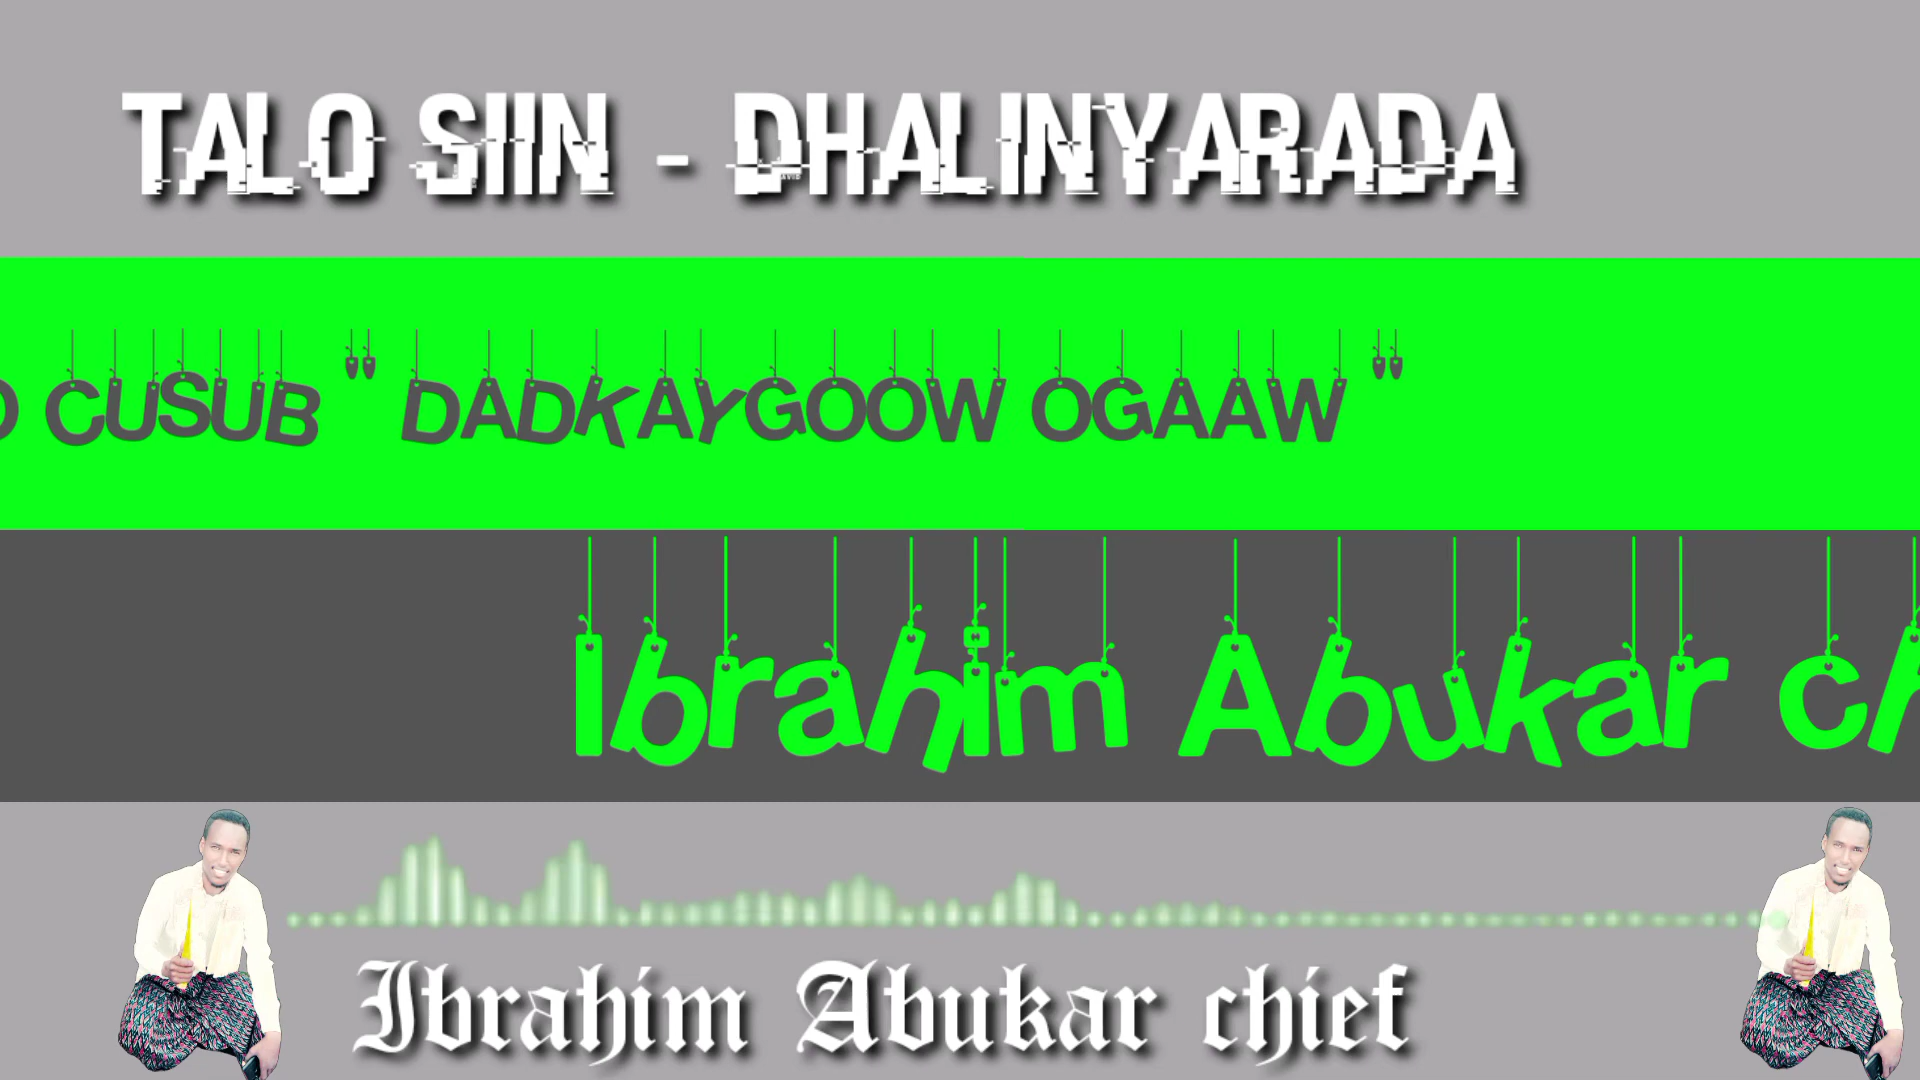 TALO SIIN - DHALINYARADA
CUSUB " DADKAYGOOW OGAAW "
Ibrahim Abukar
Ibrahim Abukar chief